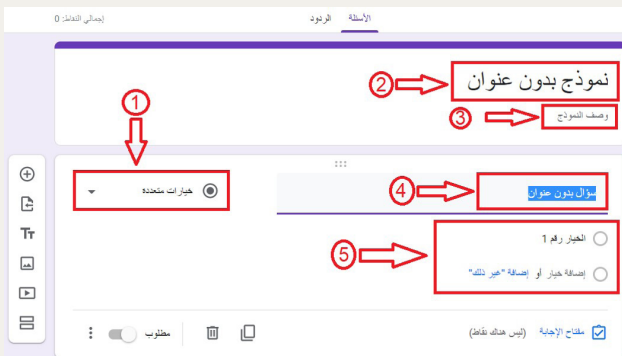 الأسئلة الردود
إجمالي النقاط: 0
نموذج بدون عنوان
2
وصف النموذج
3
1
خيارات متعددة
سؤال بدون عنوان
4
الخيار رقم 1
إضافة خيار أو إضافة "غير ذلك"
5
Tт
مفتاح الإجابة (ليس هناك نقاط)
مطلوب